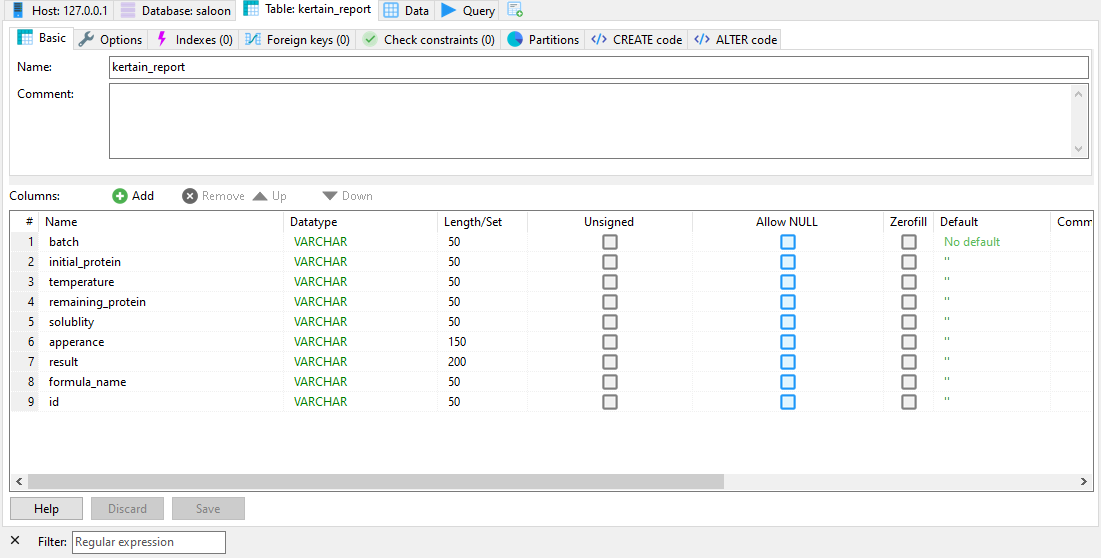 Host: 127.0.0.1 Database: saloon Table: kertain_report Data Query
Basic Options Indexes (0) Foreign keys (0) Check constraints (0) Partitions CREATE code ALTER code
Name: kertain_report
Comment:
Columns: Add Remove Up Down
# Name Datatype Length/Set Unsigned Allow NULL Zerofill Default Comm
1 batch VARCHAR 50 No default
2 initial_protein VARCHAR 50 ''
3 temperature VARCHAR 50 ''
4 remaining_protein VARCHAR 50 ''
5 solublity VARCHAR 50 ''
6 apperance VARCHAR 150 ''
7 result VARCHAR 200 ''
8 formula_name VARCHAR 50 ''
9 id VARCHAR 50 ''
Help Discard Save
Filter: Regular expression